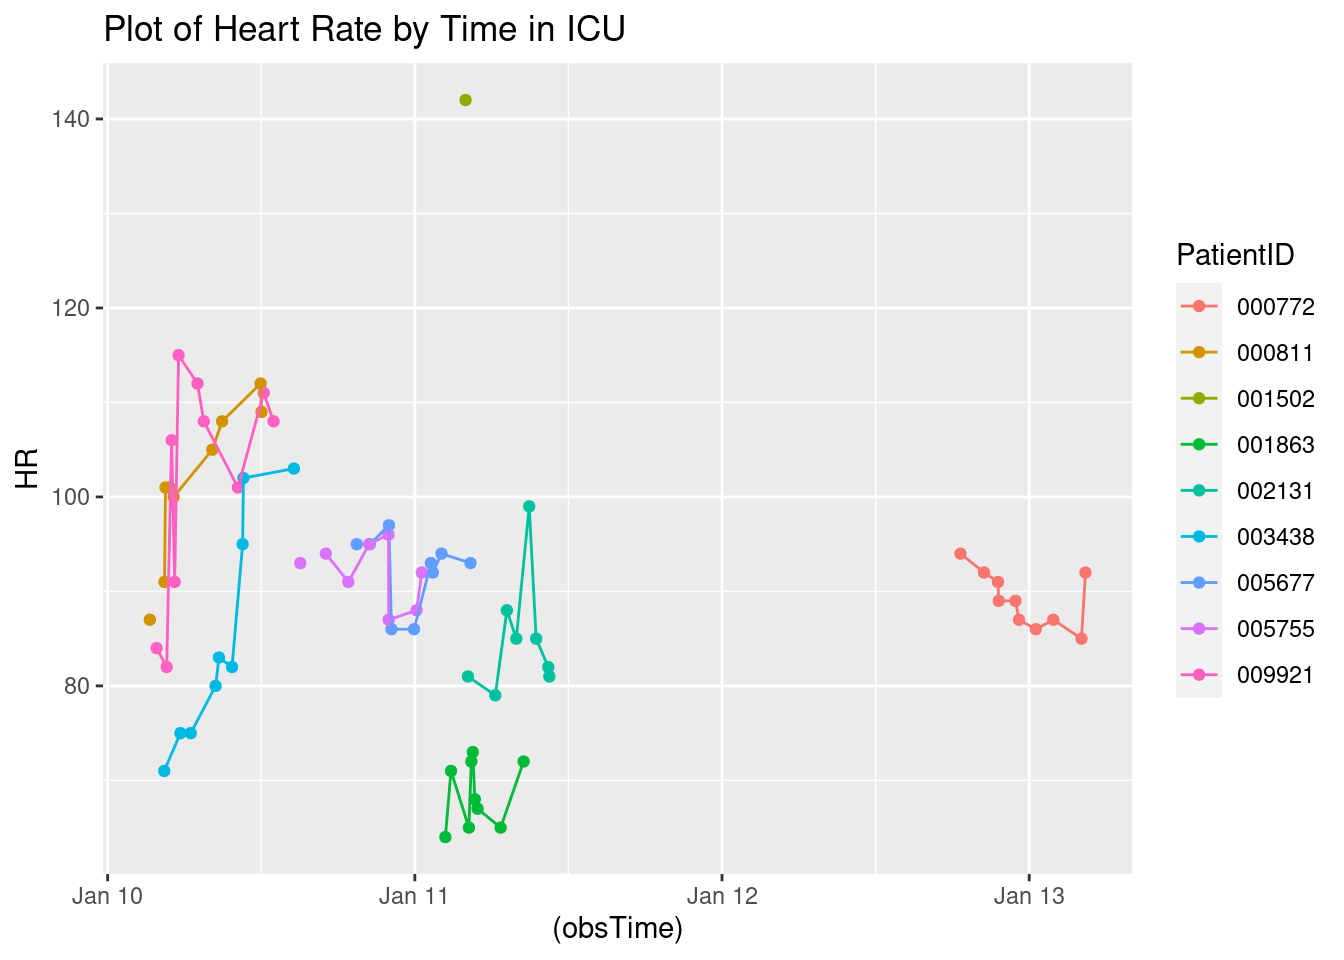 Plot of Heart Rate by Time in ICU
140
120
100
80
HR
Jan 10
Jan 11
Jan 12
Jan 13
(obsTime)
PatientID
000772
000811
001502
001863
002131
003438
005677
005755
009921